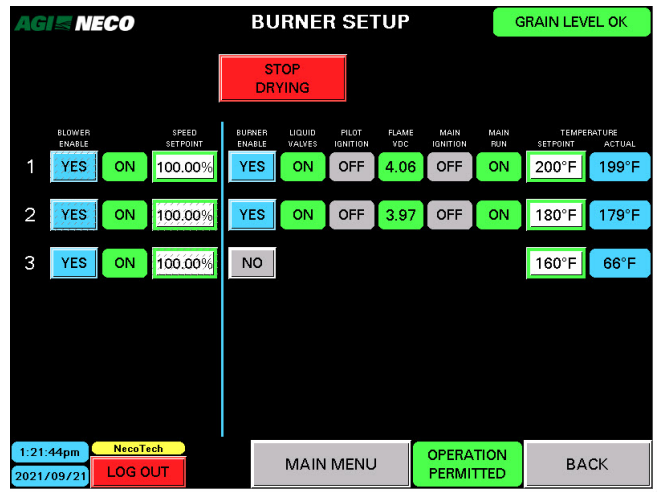 AGI NECO
BURNER SETUP
GRAIN LEVEL OK
STOP
DRYING
BLOWER
ENABLE
SPEED
SETPOINT
BURNER
ENABLE
LIQUID
VALVES
PILOT
IGNITION
FLAME
VDC
MAIN
IGNITION
MAIN
RUN
TEMPERATURE
SETPOINT ACTUAL
1 YES ON 100.00% YES ON OFF 4.06 OFF ON 200°F 199°F
2 YES ON 100.00% YES ON OFF 3.97 OFF ON 180°F 179°F
3 YES ON 100.00% NO 160°F 66°F
1:21:44pm
2021/09/21
NecoTech
LOG OUT
MAIN MENU
OPERATION
PERMITTED
BACK